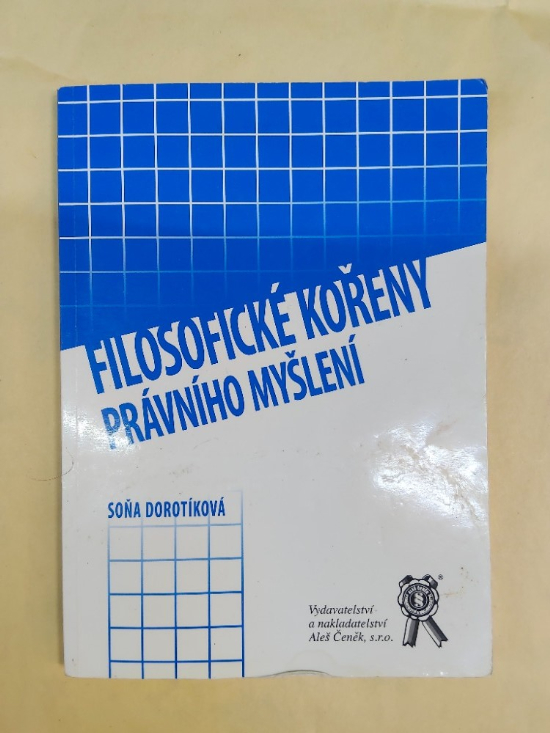 FILOSOFICKÉ KOŘENY
PRÁVNÍHO MYŠLENÍ
SOŇA DOROTÍKOVÁ
Vydavatelství
a nakladatelství
Aleš Čeněk, s.r.o.
®
§